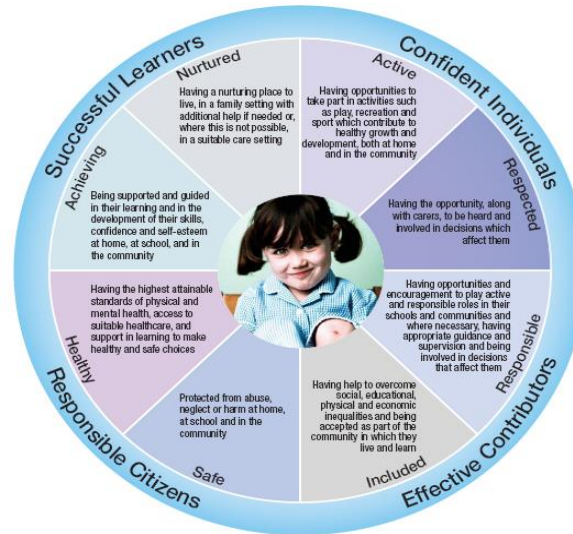 Successful Learners
Confident Individuals
Nurtured
Having a nurturing place to
live, in a family setting with
additional help if needed or,
where this is not possible,
in a suitable care setting
Active
Having opportunities to
take part in activities such
as play, recreation and
sport which contribute to
healthy growth and
development, both at home
and in the community
Achieving
Being supported and guided
in their learning and in the
development of their skills,
confidence and self-esteem
at home, at school, and in
the community
Respected
Having the opportunity, along
with carers, to be heard and
involved in decisions which
affect them
Healthy
Having the highest attainable
standards of physical and
mental health, access to
suitable healthcare, and
support in learning to make
healthy and safe choices
Responsible
Having opportunities and
encouragement to play active
and responsible roles in their
schools and communities and
where necessary, having
appropriate guidance and
supervision and being
involved in decisions
that affect them
Safe
Protected from abuse,
neglect or harm at home,
at school and in the
community
Included
Having help to overcome
social, educational,
physical and economic
inequalities and being
accepted as part of the
community in which they
live and learn
Responsible Citizens
Effective Contributors